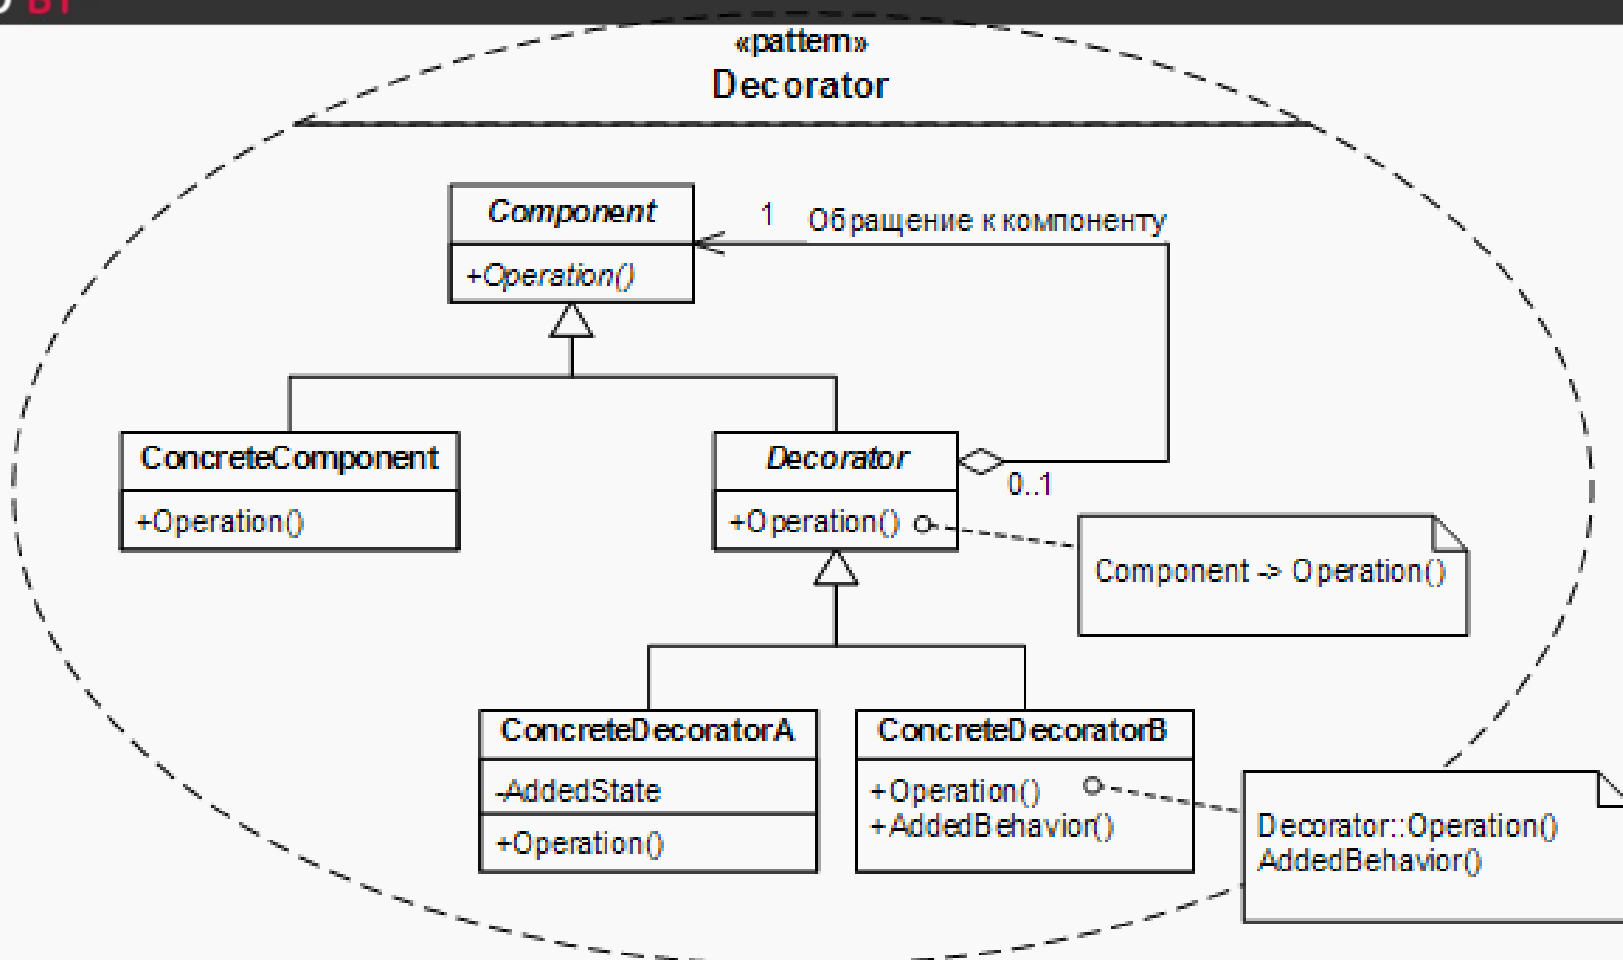 ВТ
«pattern»
Decorator
Component
1 Обращение к компоненту
+Operation()
ConcreteComponent
+Operation()
Decorator
0..1
+Operation()
Component -> Operation()
ConcreteDecoratorA
-AddedState
+Operation()
ConcreteDecoratorB
+Operation()
+AddedBehavior()
Decorator::Operation()
AddedBehavior()